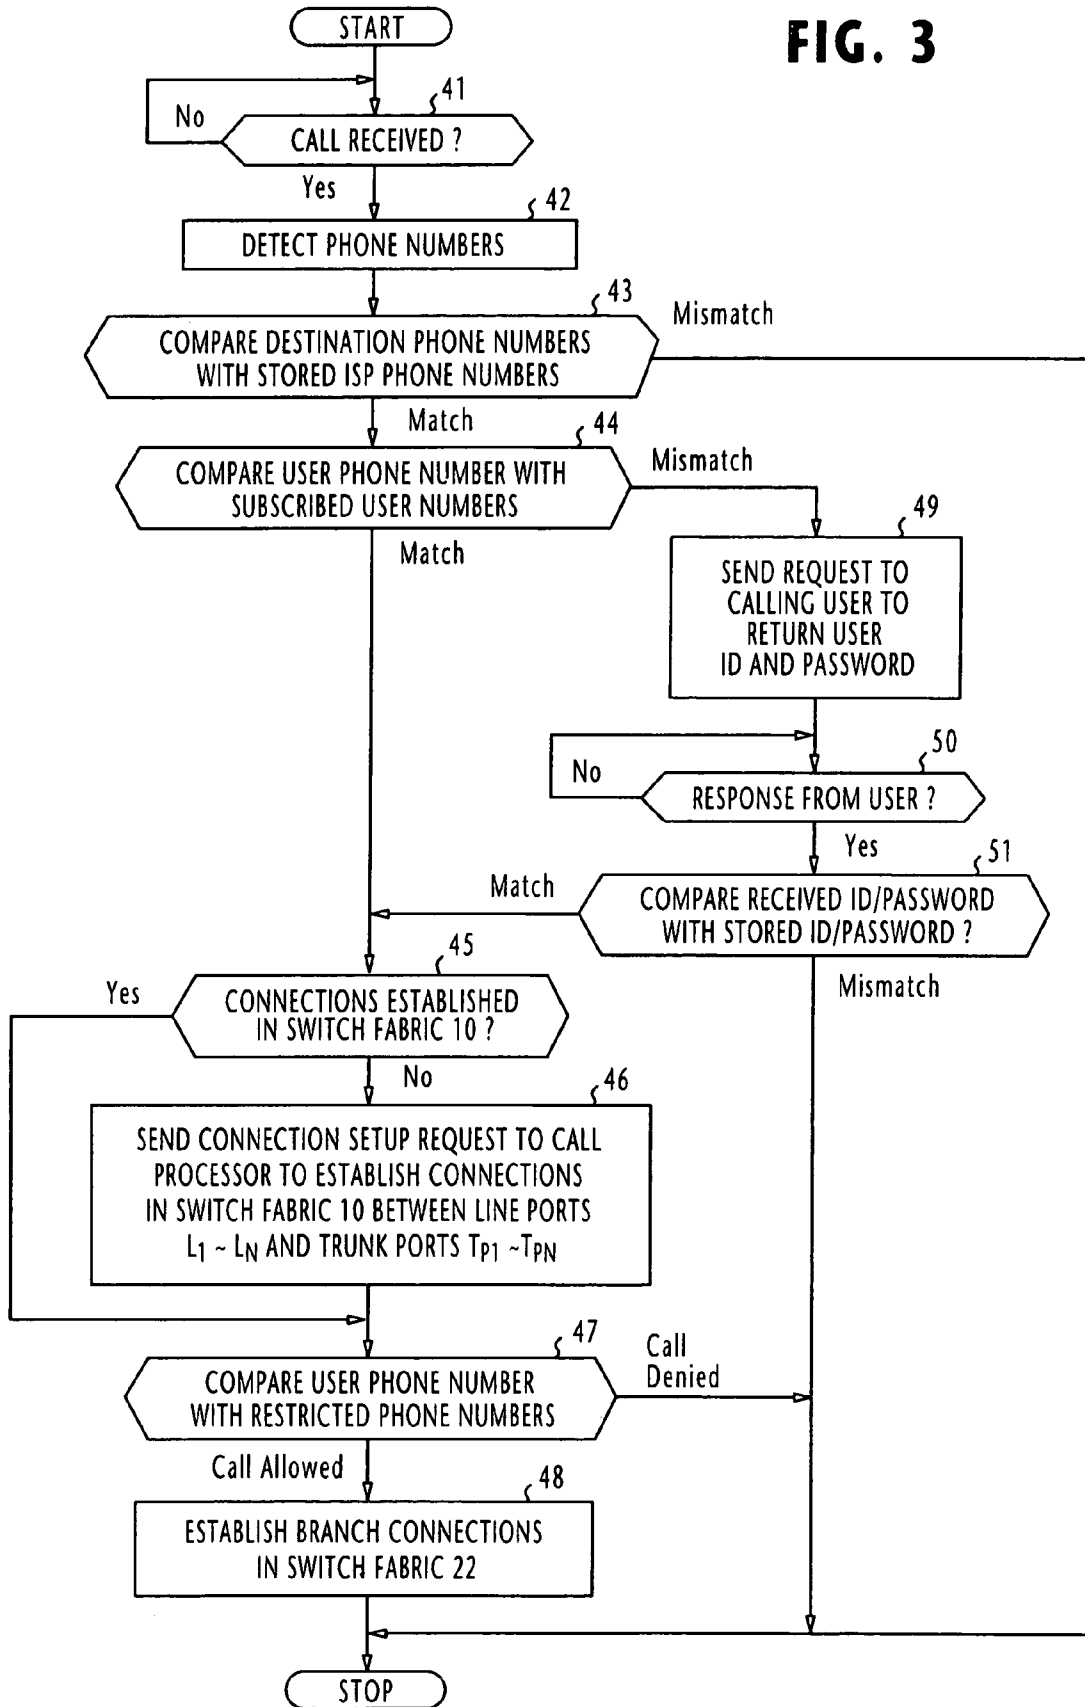 FIG. 3
START
41
No
CALL RECEIVED ?
Yes
42
DETECT PHONE NUMBERS
43
Mismatch
COMPARE DESTINATION PHONE NUMBERS
WITH STORED ISP PHONE NUMBERS
Match
44
Mismatch
COMPARE USER PHONE NUMBER WITH
SUBSCRIBED USER NUMBERS
Match
49
SEND REQUEST TO
CALLING USER TO
RETURN USER
ID AND PASSWORD
50
No
RESPONSE FROM USER ?
Yes
51
Match
COMPARE RECEIVED ID/PASSWORD
WITH STORED ID/PASSWORD ?
Mismatch
45
Yes
CONNECTIONS ESTABLISHED
IN SWITCH FABRIC 10 ?
No
46
SEND CONNECTION SETUP REQUEST TO CALL
PROCESSOR TO ESTABLISH CONNECTIONS
IN SWITCH FABRIC 10 BETWEEN LINE PORTS
L1 ~ LN AND TRUNK PORTS TP1 ~TPN
47
Call
Denied
COMPARE USER PHONE NUMBER
WITH RESTRICTED PHONE NUMBERS
Call Allowed
48
ESTABLISH BRANCH CONNECTIONS
IN SWITCH FABRIC 22
STOP